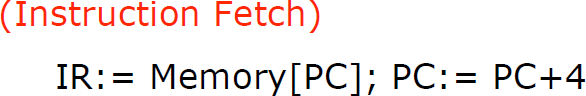 (Instruction Fetch)
IR:= Memory[PC]; PC:= PC+4